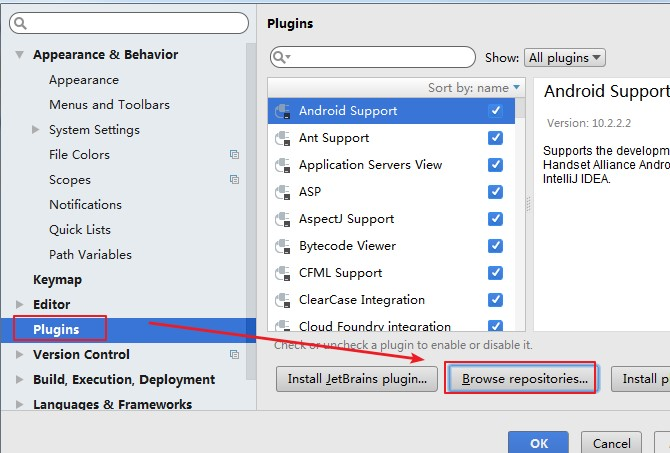 Appearance & Behavior
Appearance
Menus and Toolbars
System Settings
File Colors
Scopes
Notifications
Quick Lists
Path Variables
Keymap
Editor
Plugins
Version Control
Build, Execution, Deployment
Languages & Frameworks
Plugins
Show: All plugins
Sort by: name
Android Support
Ant Support
Application Servers View
ASP
AspectJ Support
Bytecode Viewer
CFML Support
ClearCase Integration
Cloud Foundry integration
Check or uncheck a plugin to enable or disable it.
Install JetBrains plugin...
Browse repositories...
Install p
Android Support
Version: 10.2.2.2
Supports the developm
Handset Alliance Andro
IntelliJ IDEA.
OK
Cancel